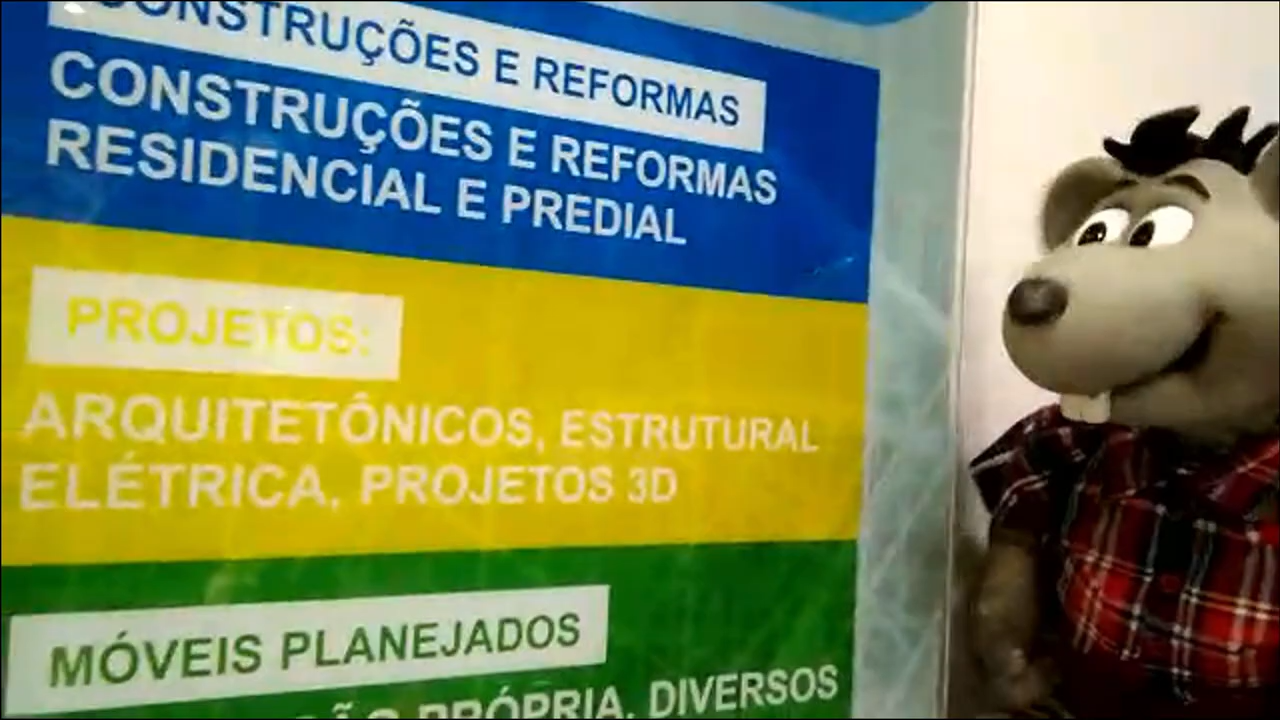 CONSTRUÇÕES E REFORMAS
CONSTRUÇÕES E REFORMAS
RESIDENCIAL E PREDIAL
PROJETOS:
ARQUITETÔNICOS, ESTRUTURAL
ELÉTRICA, PROJETOS 3D
MÓVEIS PLANEJADOS
PRÓPRIA, DIVERSOS